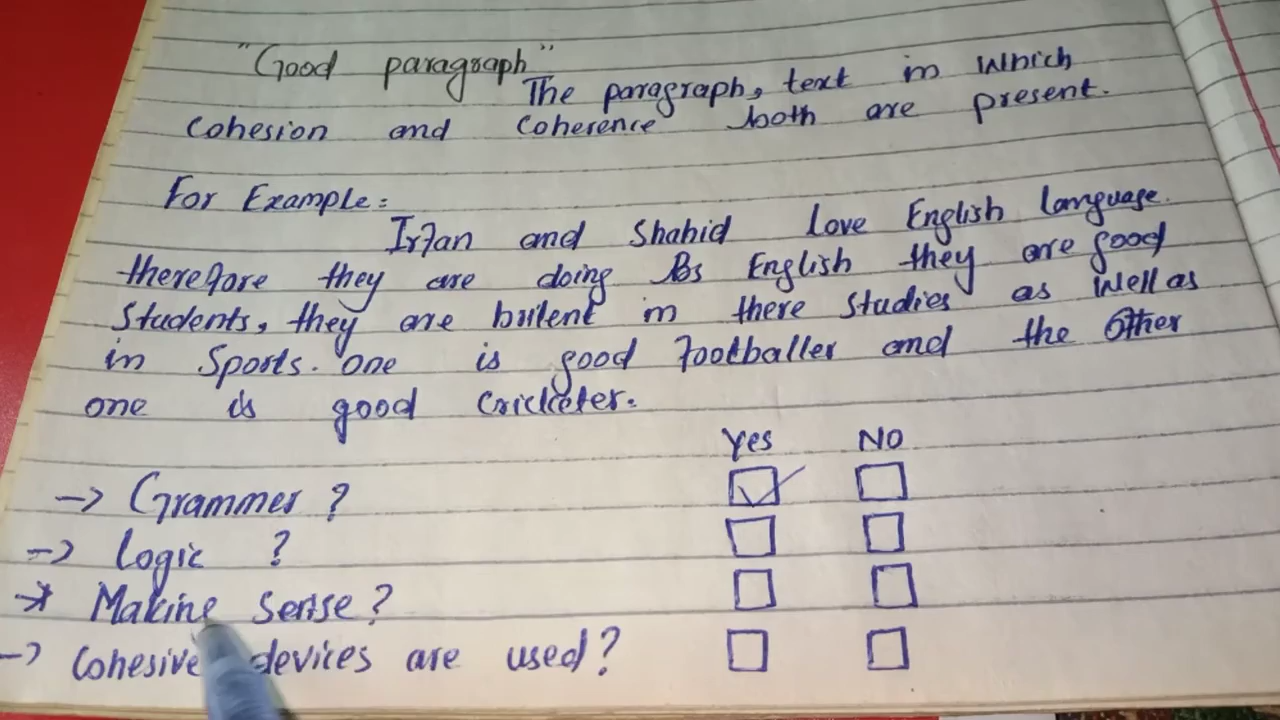 "Good paragraph"
The paragraph, text in which
Cohesion and Coherence both are present.
For Example:
Irfan and Shahid Love English language.
therefore they are doing Bs English they are good
Students, they are brilent in there Studies as well as
in Sports. One is good footballer and the Other
one is good Cricketer.
Yes No
→ Grammer ?
→ Logic ?
→ Making Sense ?
→ Cohesive devices are used ?